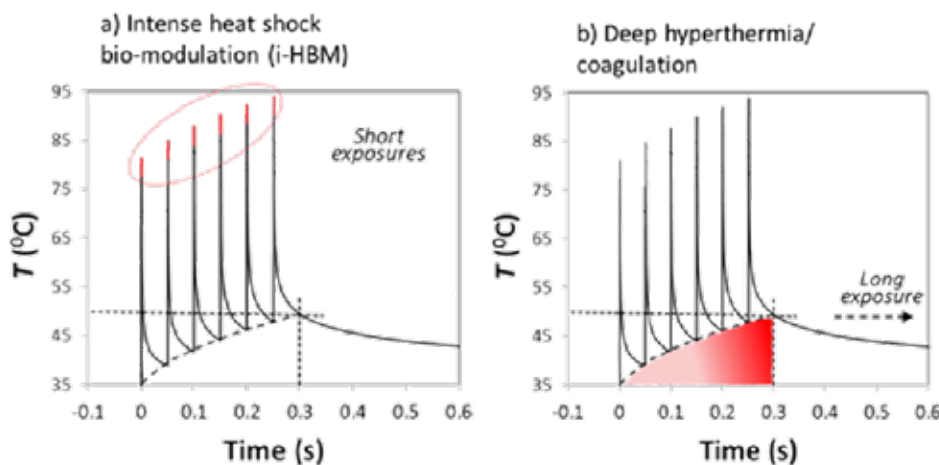 a) Intense heat shock
bio-modulation (i-HBM)
95
85
75
65
55
45
35
T (⁰C)
Short
exposures
-0.1 0 0.1 0.2 0.3 0.4 0.5 0.6
Time (s)
b) Deep hyperthermia/
coagulation
95
85
75
65
55
45
35
T (⁰C)
Long
exposure
-0.1 0 0.1 0.2 0.3 0.4 0.5 0.6
Time (s)